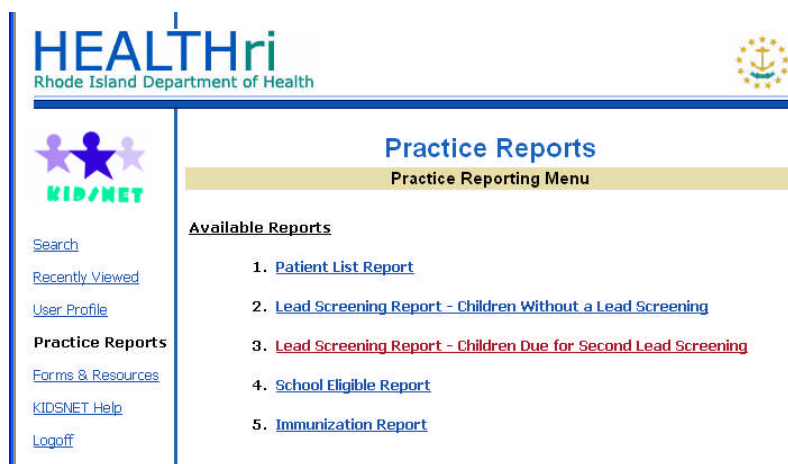 HEALTHri
Rhode Island Department of Health
KIDSNET
Practice Reports
Practice Reporting Menu
Search
Recently Viewed
User Profile
Practice Reports
Forms & Resources
KIDSNET Help
Logoff
Available Reports
1. Patient List Report
2. Lead Screening Report - Children Without a Lead Screening
3. Lead Screening Report - Children Due for Second Lead Screening
4. School Eligible Report
5. Immunization Report